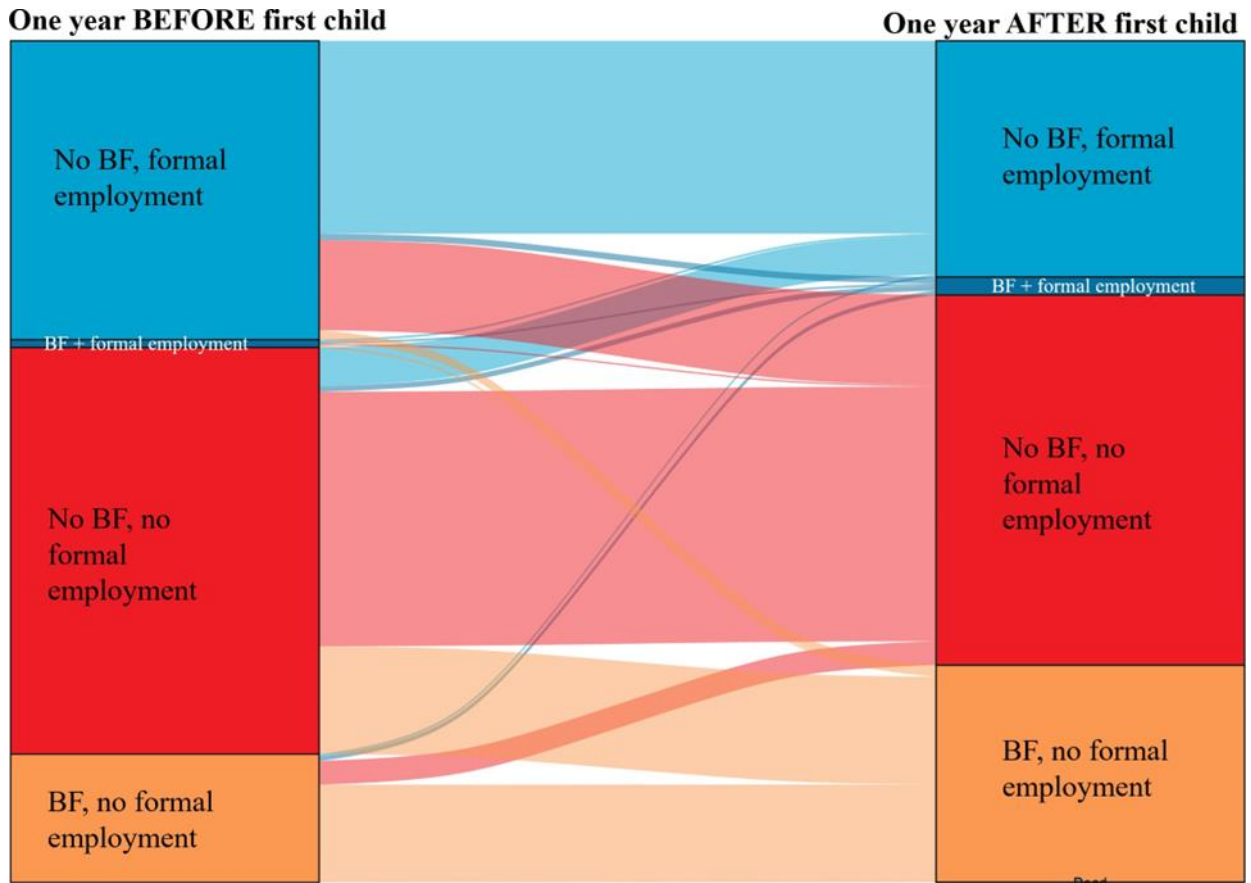 One year BEFORE first child
One year AFTER first child
No BF, formal
employment
BF + formal employment
No BF, no
formal
employment
BF, no formal
employment
No BF, formal
employment
BF + formal employment
No BF, no
formal
employment
BF, no formal
employment